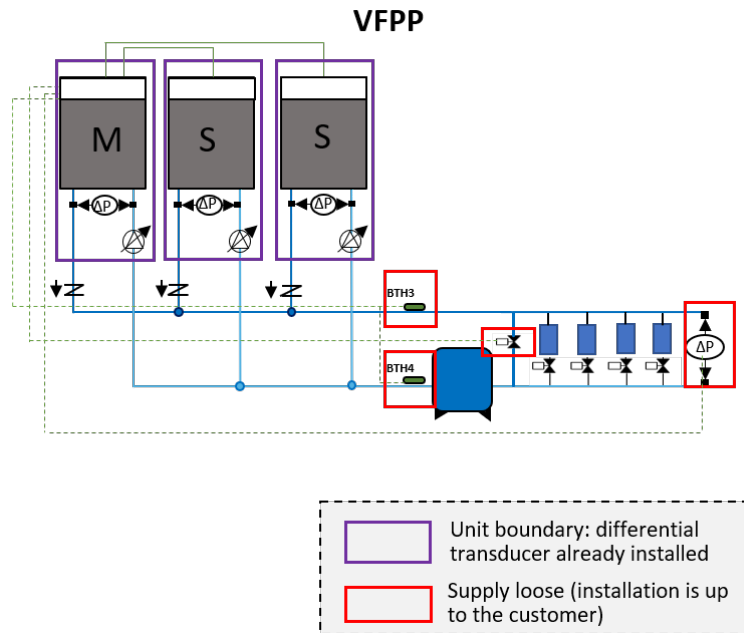 VFPP
M
S
S
ΔP
ΔP
ΔP
BTH3
ΔP
BTH4
Unit boundary: differential
transducer already installed
Supply loose (installation is up
to the customer)